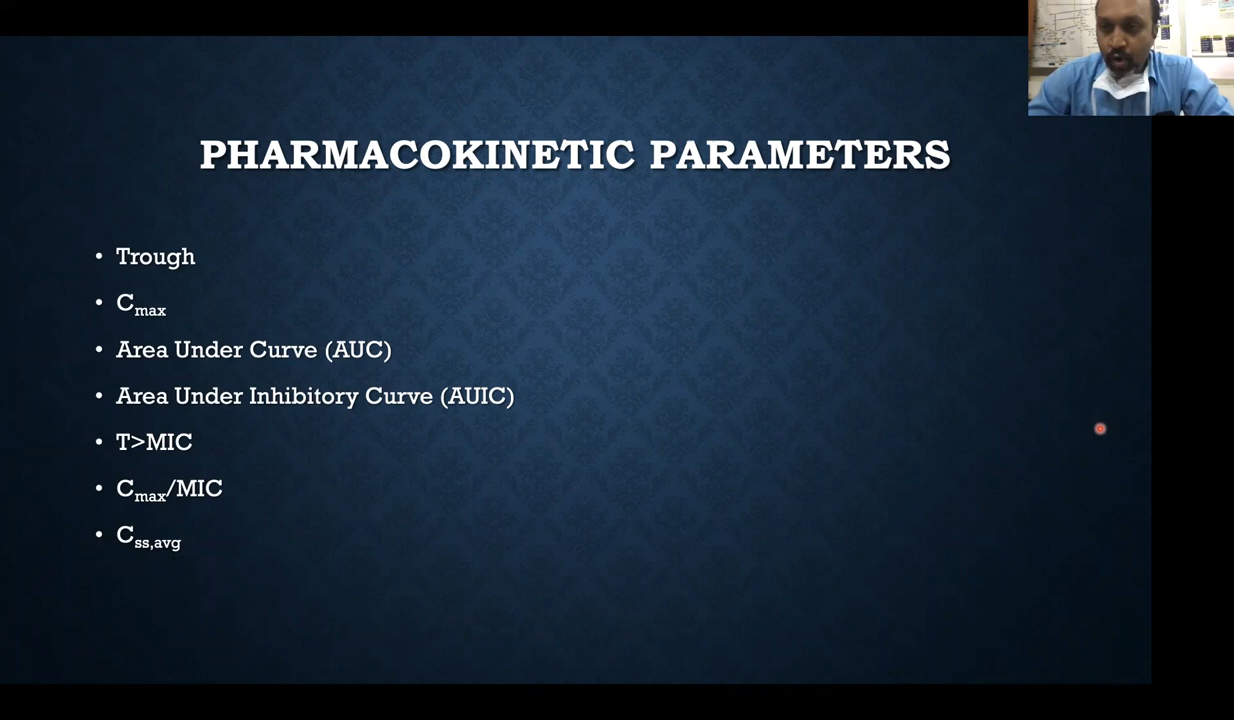 PHARMACOKINETIC PARAMETERS
• Trough
• Cmax
• Area Under Curve (AUC)
• Area Under Inhibitory Curve (AUIC)
• T>MIC
• Cmax/MIC
• Css,avg